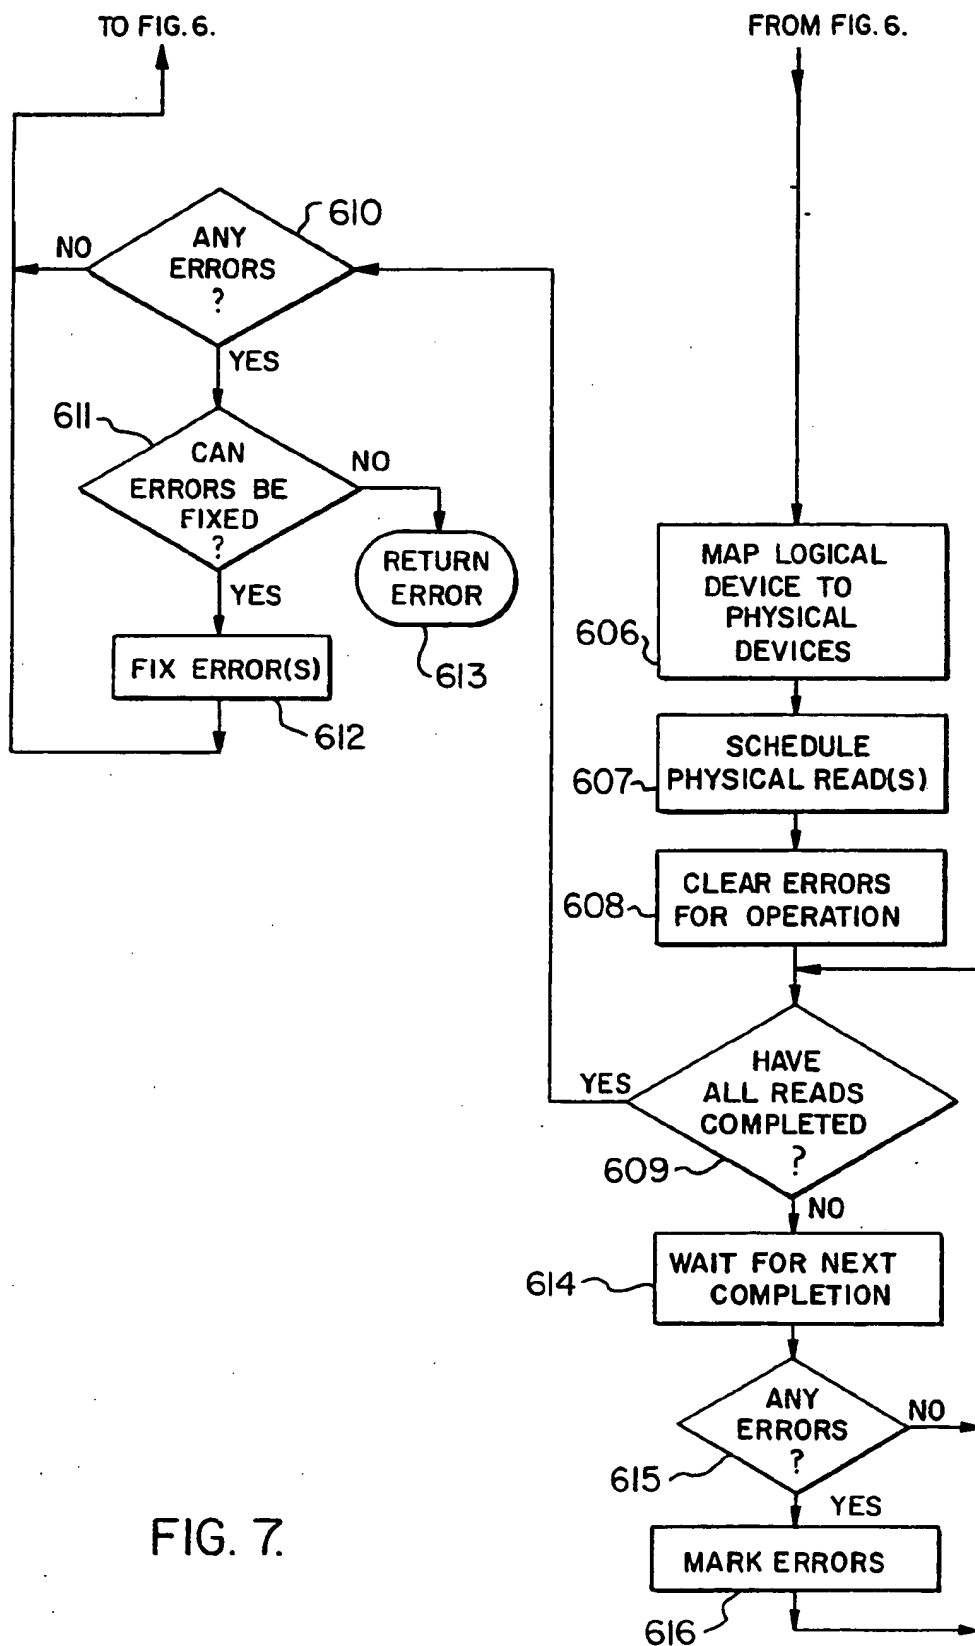 TO FIG. 6.
FROM FIG. 6.
610
ANY
ERRORS
?
NO
YES
611
CAN
ERRORS BE
FIXED
?
NO
YES
RETURN
ERROR
613
FIX ERROR(S)
612
MAP LOGICAL
DEVICE TO
PHYSICAL
DEVICES
606
SCHEDULE
PHYSICAL READ(S)
607
CLEAR ERRORS
FOR OPERATION
608
HAVE
ALL READS
COMPLETED
?
YES
609
NO
WAIT FOR NEXT
COMPLETION
614
ANY
ERRORS
?
NO
615
YES
MARK ERRORS
616
FIG. 7.